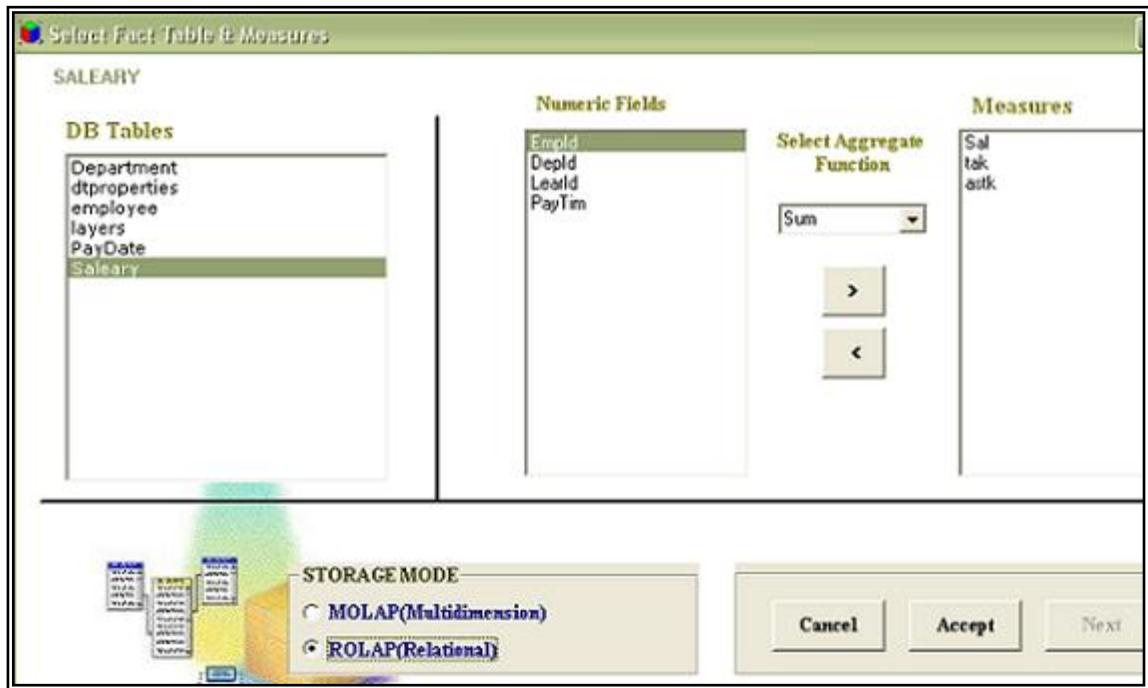 Select Fact Table & Measures
SALEARY
DB Tables
Department
dtproperties
employee
layers
PayDate
Saleary
Numeric Fields
EmpId
DepId
LearId
PayTim
Select Aggregate
Function
Sum
>
<
Measures
Sal
tak
astk
STORAGE MODE
MOLAP(Multidimension)
ROLAP(Relational)
Cancel
Accept
Next